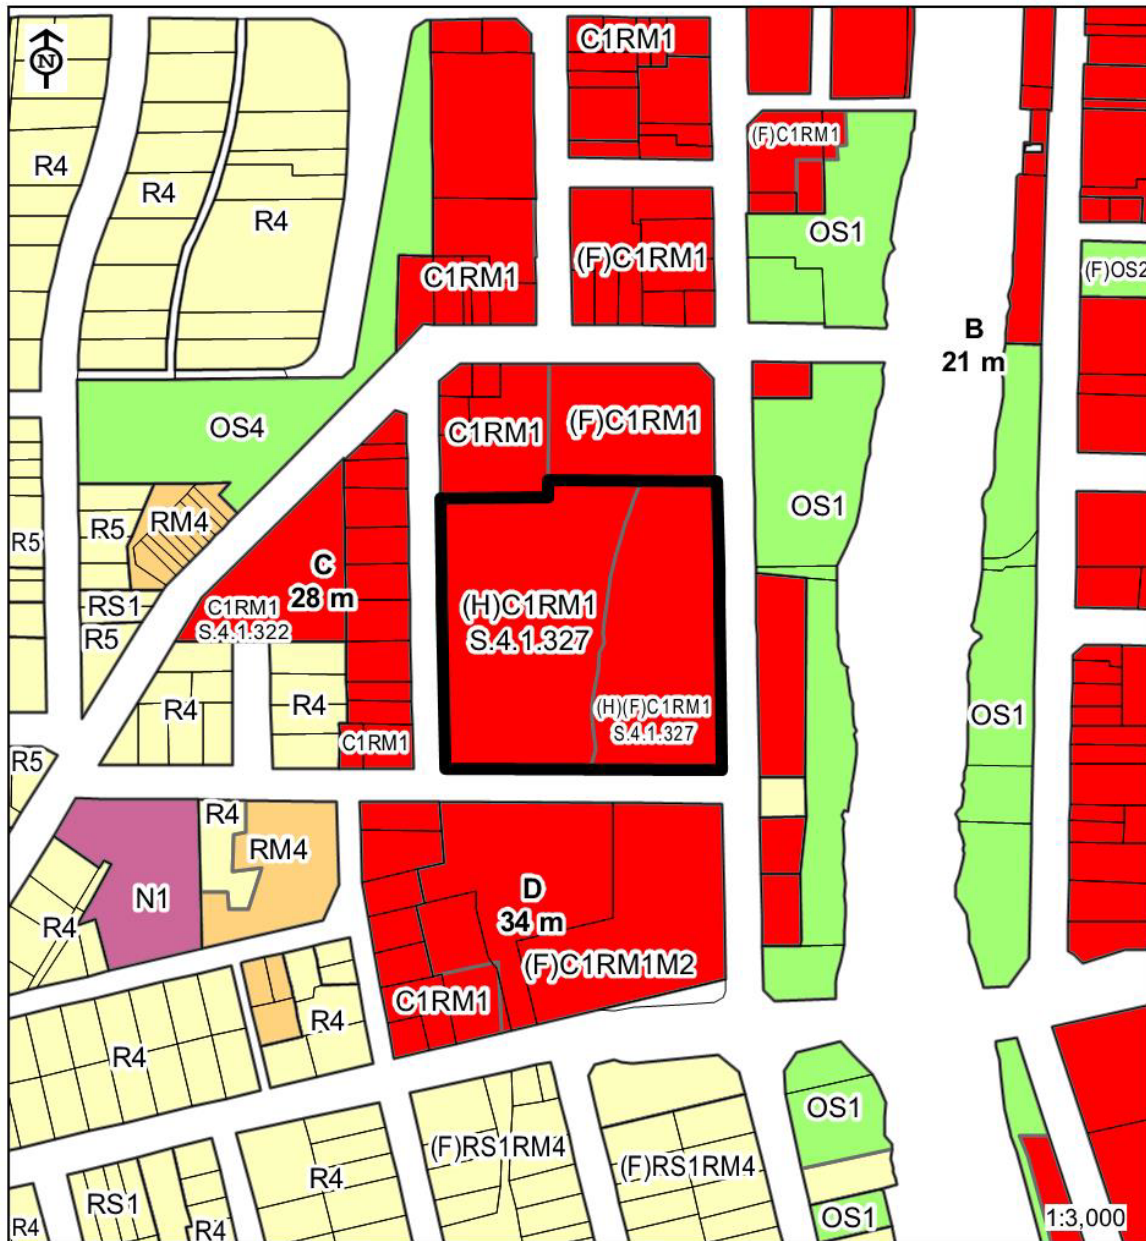 N
C1RM1
(F)C1RM1
R4
R4
R4
OS1
C1RM1
(F)C1RM1
(F)OS2
B
21 m
OS4
C1RM1
(F)C1RM1
R5
R5
RM4
OS1
C
28 m
RS1
C1RM1
S.4.1.322
R5
(H)C1RM1
S.4.1.327
R4
R4
(H)(F)C1RM1
S.4.1.327
OS1
C1RM1
R5
R4
RM4
N1
D
34 m
R4
(F)C1RM1M2
C1RM1
R4
R4
OS1
(F)RS1RM4
(F)RS1RM4
R4
RS1
R4
R4
OS1
1:3,000